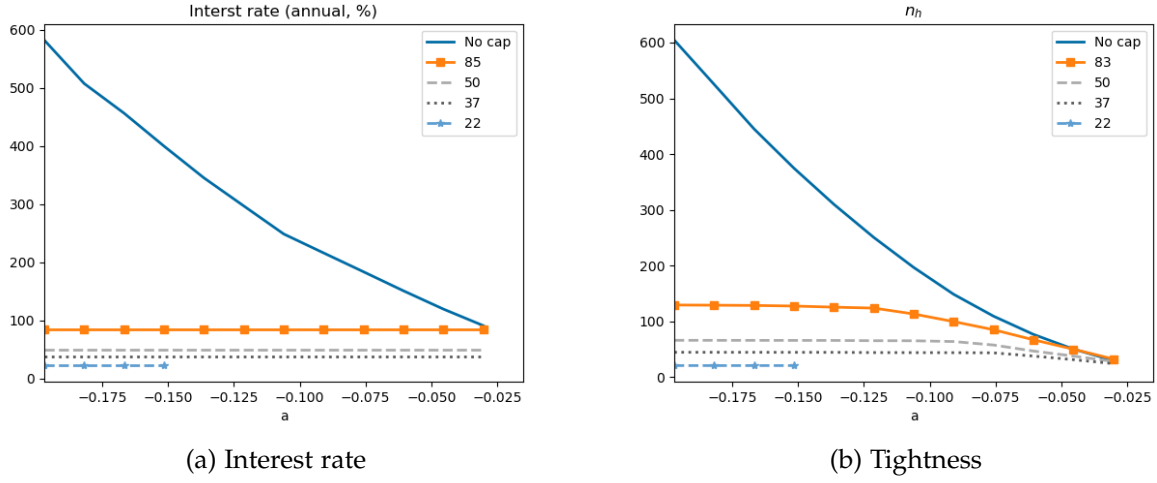 Interst rate (annual, %)
600
500
400
300
200
100
0
−0.175 −0.150 −0.125 −0.100 −0.075 −0.050 −0.025
a
No cap
85
50
37
22
(a) Interest rate
n_h
600
500
400
300
200
100
0
−0.175 −0.150 −0.125 −0.100 −0.075 −0.050 −0.025
a
No cap
83
50
37
22
(b) Tightness